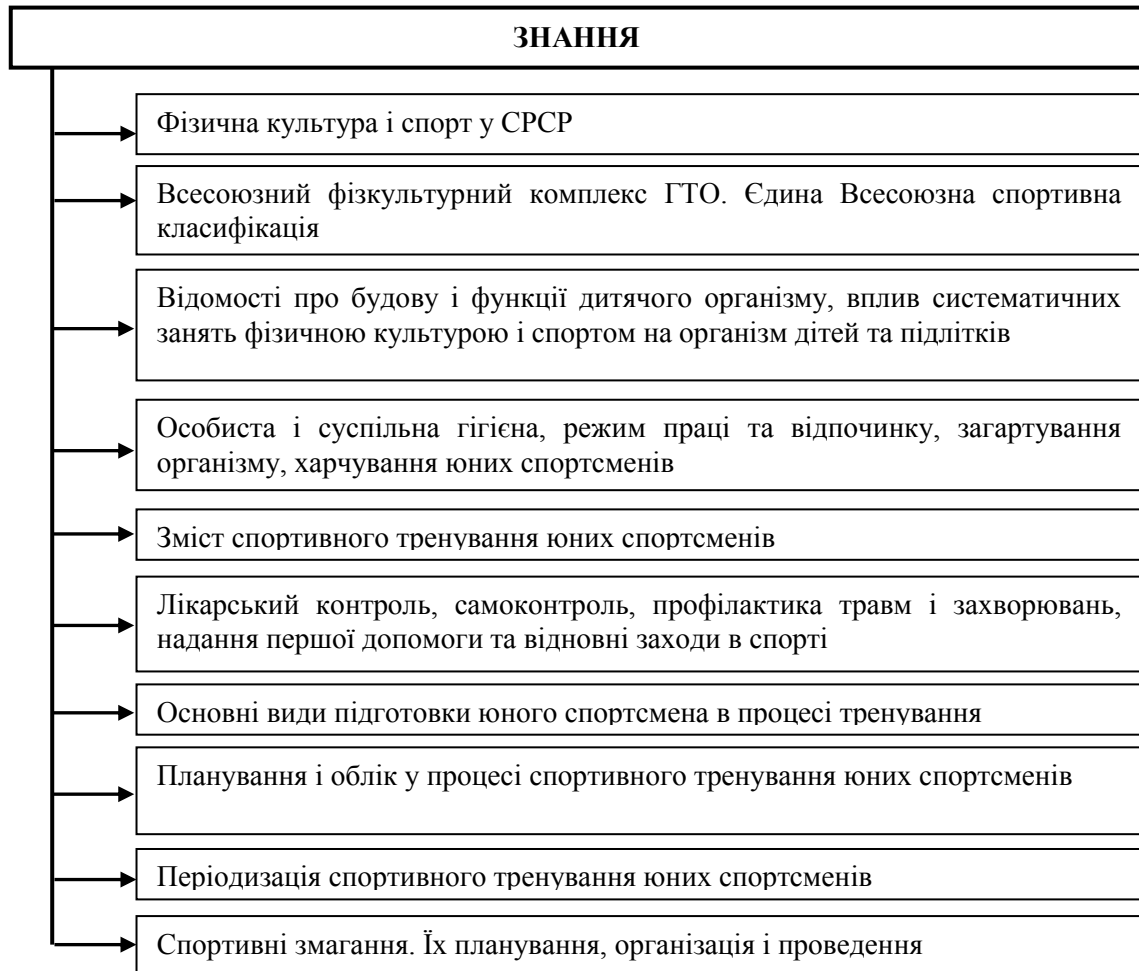 ЗНАННЯ
Фізична культура і спорт у СРСР
Всесоюзний фізкультурний комплекс ГТО. Єдина Всесоюзна спортивна
класифікація
Відомості про будову і функції дитячого організму, вплив систематичних
занять фізичною культурою і спортом на організм дітей та підлітків
Особиста і суспільна гігієна, режим праці та відпочинку, загартування
організму, харчування юних спортсменів
Зміст спортивного тренування юних спортсменів
Лікарський контроль, самоконтроль, профілактика травм і захворювань,
надання першої допомоги та відновні заходи в спорті
Основні види підготовки юного спортсмена в процесі тренування
Планування і облік у процесі спортивного тренування юних спортсменів
Періодизація спортивного тренування юних спортсменів
Спортивні змагання. Їх планування, організація і проведення